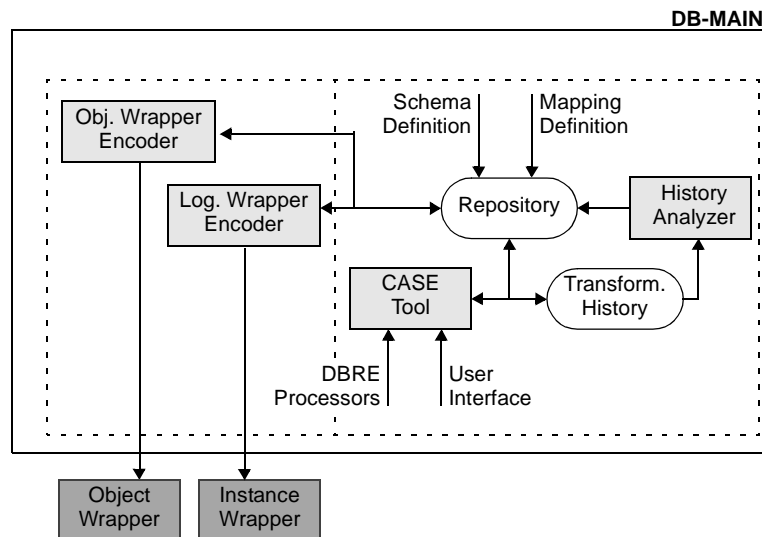 DB-MAIN
Obj. Wrapper
Encoder
Schema
Definition
Mapping
Definition
Log. Wrapper
Encoder
Repository
History
Analyzer
CASE
Tool
Transform.
History
DBRE
Processors
User
Interface
Object
Wrapper
Instance
Wrapper